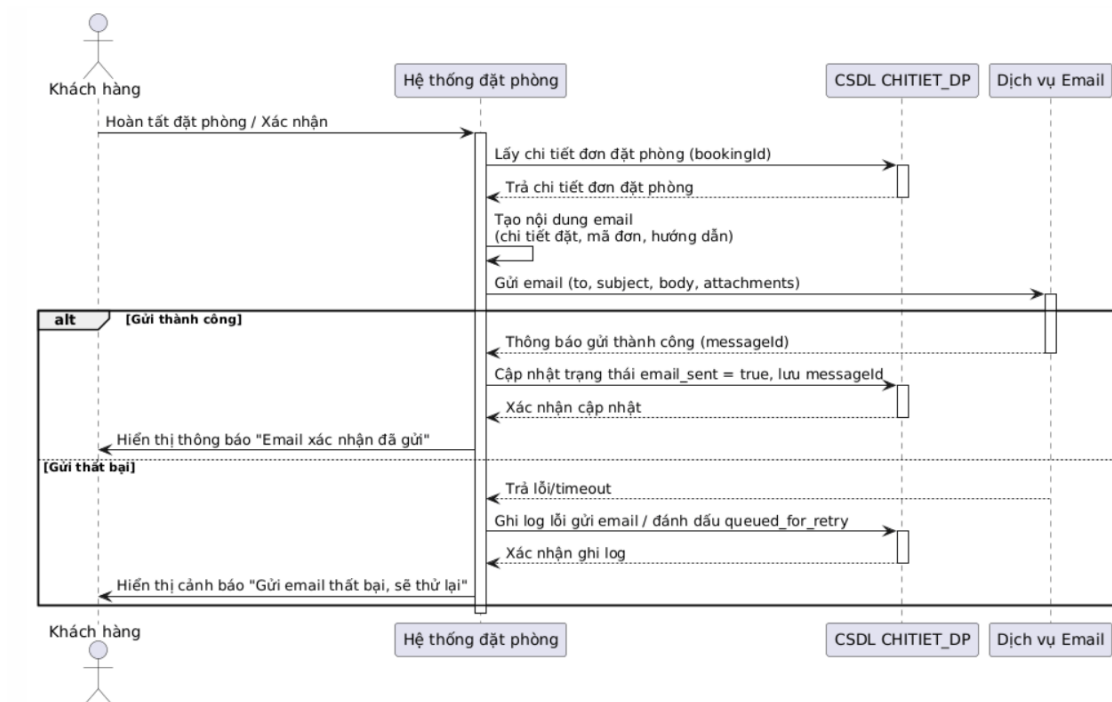 Khách hàng
Hệ thống đặt phòng
CSDL CHITIET_DP
Dịch vụ Email
Hoàn tất đặt phòng / Xác nhận
Lấy chi tiết đơn đặt phòng (bookingId)
Trả chi tiết đơn đặt phòng
Tạo nội dung email
(chi tiết đặt, mã đơn, hướng dẫn)
Gửi email (to, subject, body, attachments)
alt
[Gửi thành công]
Thông báo gửi thành công (messageId)
Cập nhật trạng thái email_sent = true, lưu messageId
Xác nhận cập nhật
Hiển thị thông báo "Email xác nhận đã gửi"
[Gửi thất bại]
Trả lỗi/timeout
Ghi log lỗi gửi email / đánh dấu queued_for_retry
Xác nhận ghi log
Hiển thị cảnh báo "Gửi email thất bại, sẽ thử lại"
Khách hàng
Hệ thống đặt phòng
CSDL CHITIET_DP
Dịch vụ Email